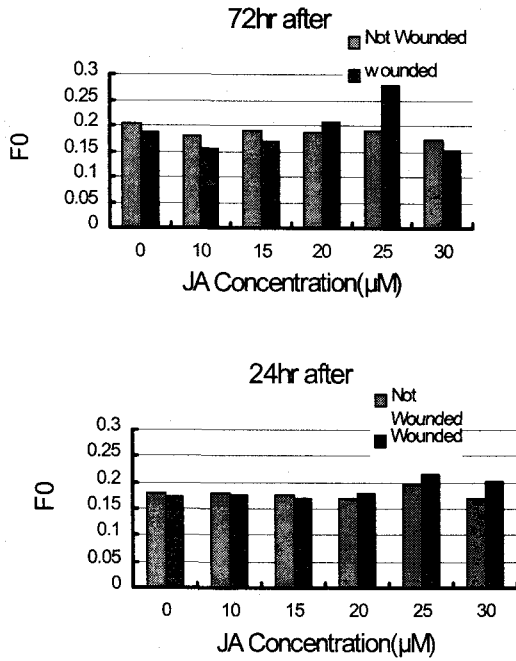 72hr after
Not Wounded
wounded
0.3
0.25
0.2
0.15
0.1
0.05
0
F0
0 10 15 20 25 30
JA Concentration(µM)
24hr after
Not
Wounded
Wounded
0.3
0.25
0.2
0.15
0.1
0.05
0
F0
0 10 15 20 25 30
JA Concentration(µM)